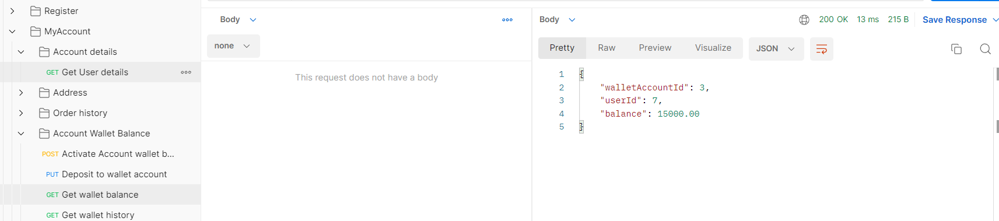 Register
MyAccount
Account details
GET Get User details
Address
Order history
Account Wallet Balance
POST Activate Account wallet b...
PUT Deposit to wallet account
GET Get wallet balance
GET Get wallet history
Body
none
This request does not have a body
Body
200 OK 13 ms 215 B Save Response
Pretty Raw Preview Visualize JSON
1 {
2 "walletAccountId": 3,
3 "userId": 7,
4 "balance": 15000.00
5 }